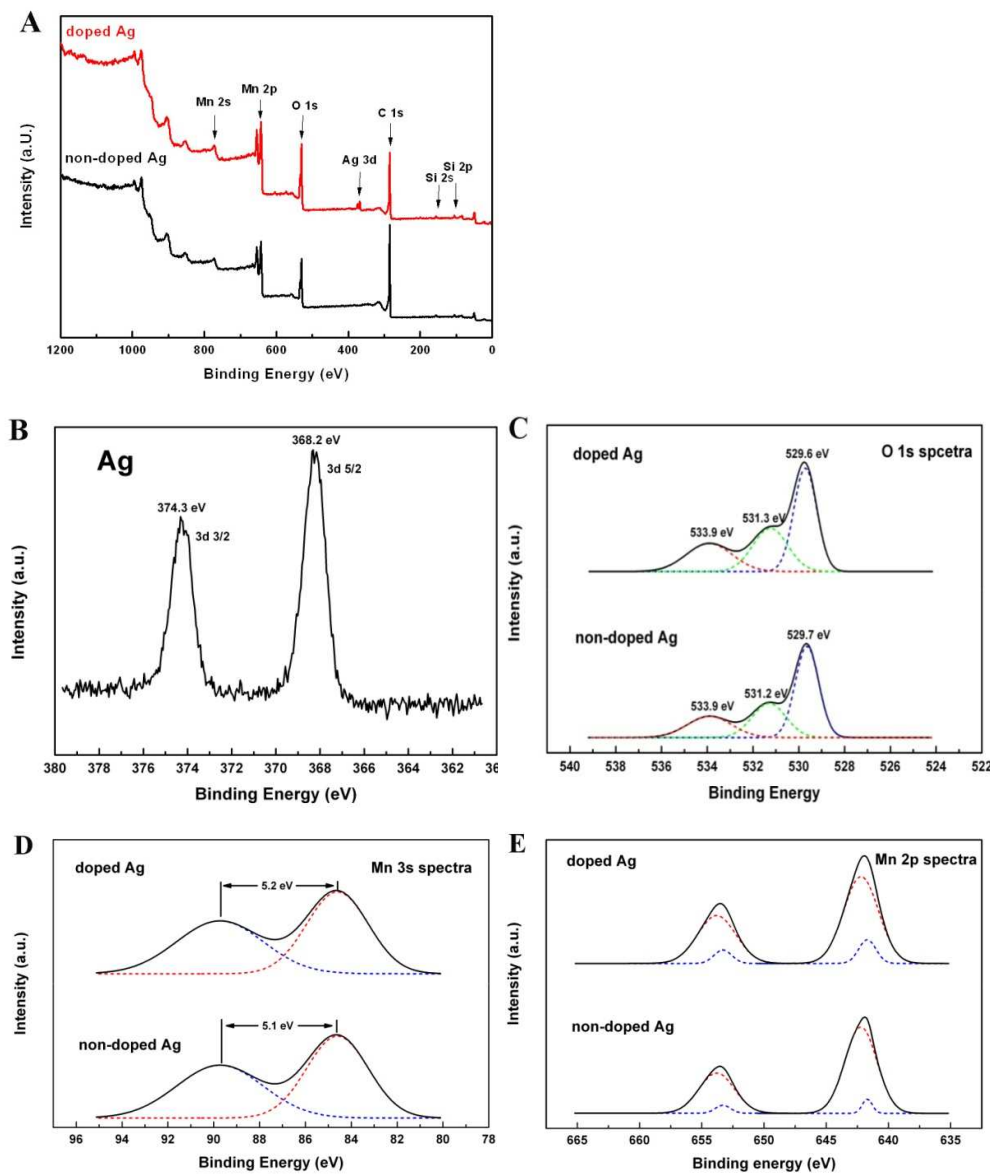 A
doped Ag
Mn 2s
Mn 2p
O 1s
C 1s
non-doped Ag
Ag 3d
Si 2p
Si 2s
Intensity (a.u.)
1200 1000 800 600 400 200 0
Binding Energy (eV)
B
Ag
368.2 eV
3d 5/2
374.3 eV
3d 3/2
Intensity (a.u.)
380 378 376 374 372 370 368 366 364 362 36
Binding Energy (eV)
C
doped Ag
O 1s spcetra
529.6 eV
531.3 eV
533.9 eV
non-doped Ag
529.7 eV
531.2 eV
533.9 eV
Intensity (a.u.)
540 538 536 534 532 530 528 526 524 522
Binding Energy
D
doped Ag
Mn 3s spectra
5.2 eV
non-doped Ag
5.1 eV
Intensity (a.u.)
96 94 92 90 88 86 84 82 80 78
Binding Energy (eV)
E
doped Ag
Mn 2p spectra
non-doped Ag
Intensity (a.u.)
665 660 655 650 645 640 635
Binding energy (eV)